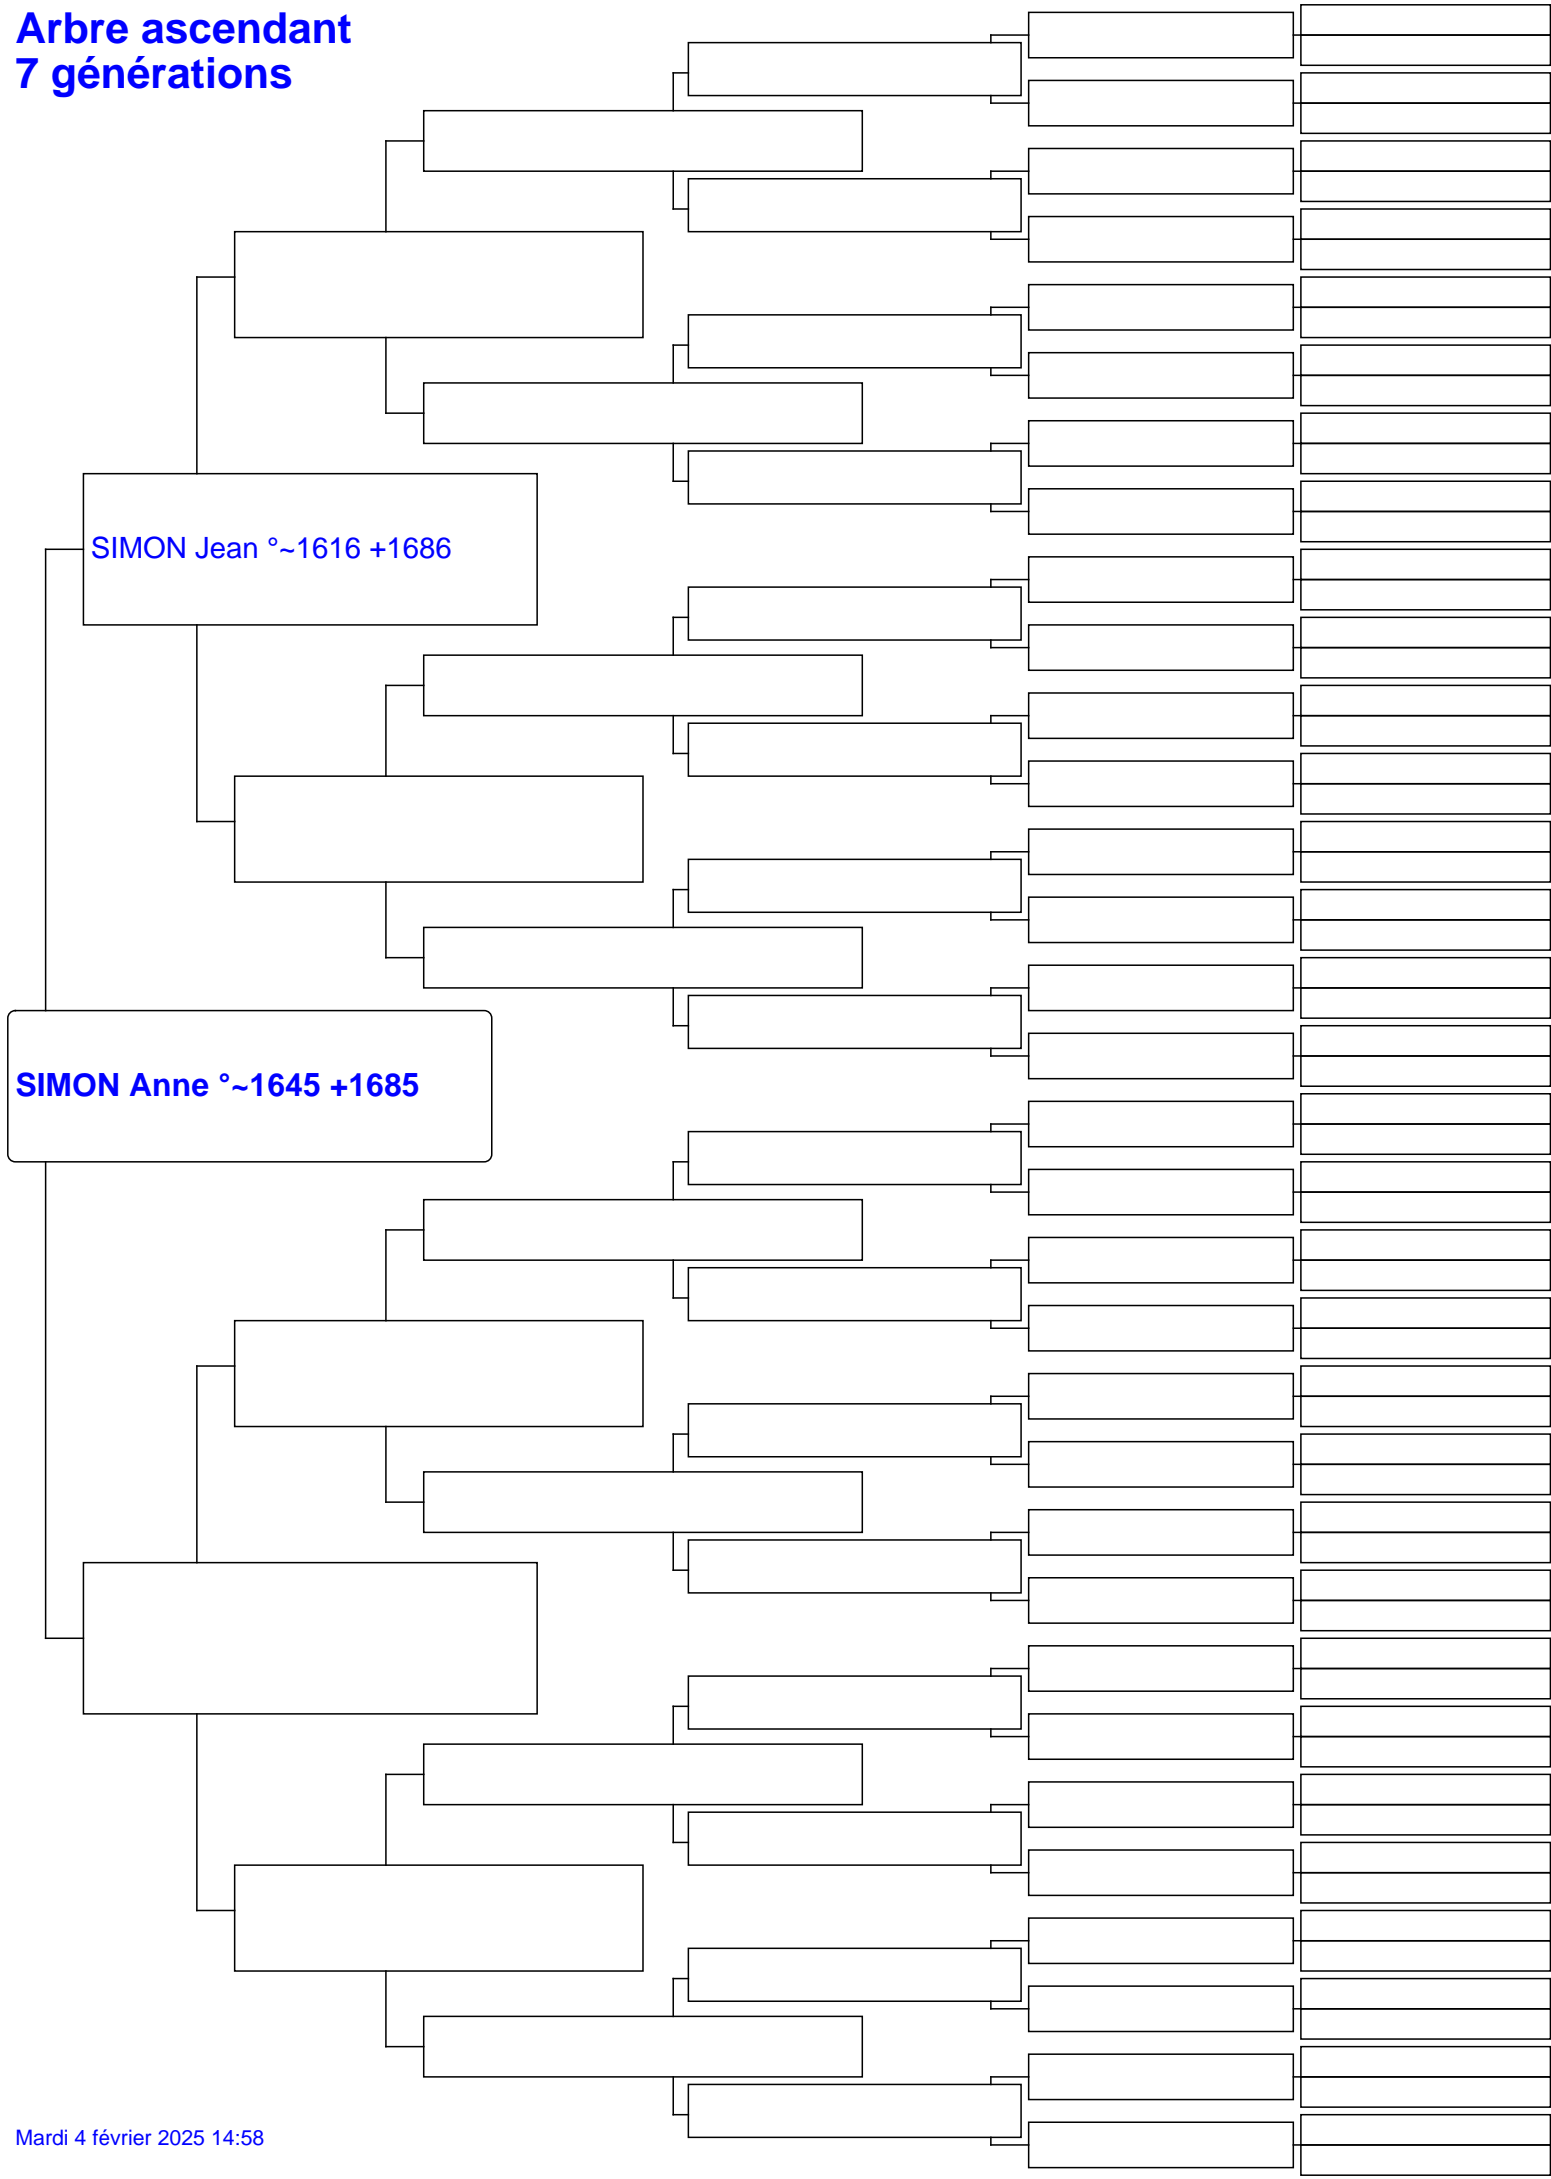 Arbre ascendant
7 générations
SIMON Jean °~1616 +1686
SIMON Anne °~1645 +1685
Mardi 4 février 2025 14:58